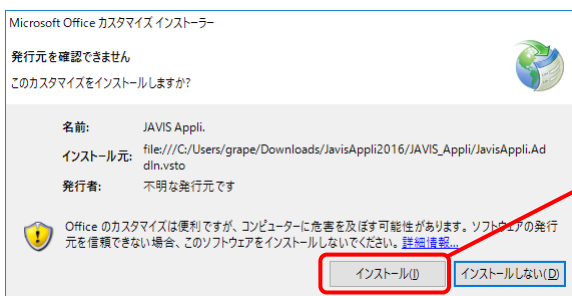 Microsoft Office カスタマイズ インストーラー
発行元を確認できません
このカスタマイズをインストールしますか?
名前: JAVIS Appli.
インストール元: file:///C:/Users/grape/Downloads/JavisAppli2016/JAVIS_Appli/JavisAppli.Ad
dIn.vsto
発行者: 不明な発行元です
Office のカスタマイズは便利ですが、コンピューターに危害を及ぼす可能性があります。ソフトウェアの発行
元を信頼できない場合、このソフトウェアをインストールしないでください。詳細情報...
インストール(I) インストールしない(D)